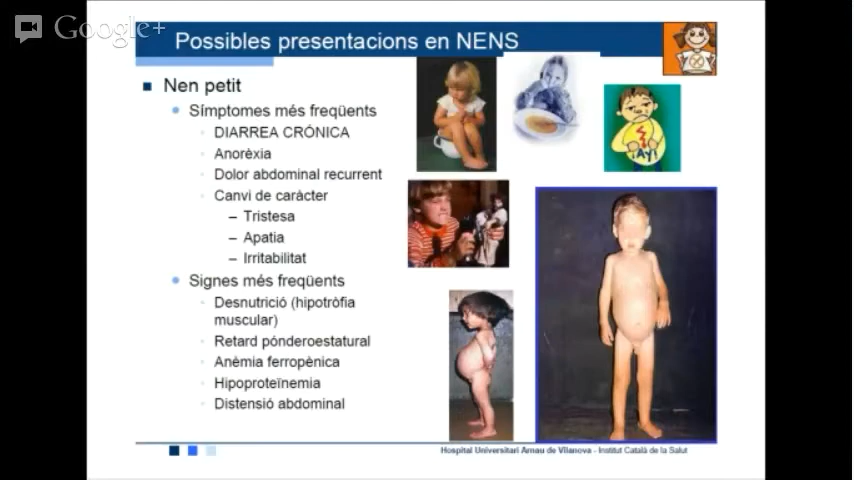 Google+
Possibles presentacions en NENS
Nen petit
Símptomes més freqüents
DIARREA CRÓNICA
Anorèxia
Dolor abdominal recurrent
Canvi de caràcter
– Tristesa
– Apatia
– Irritabilitat
Signes més freqüents
Desnutrició (hipotròfia
muscular)
Retard pónderoestatural
Anèmia ferropènica
Hipoproteïnemia
Distensió abdominal
¡AY!
Hospital Universitari Arnau de Vilanova - Institut Català de la Salut